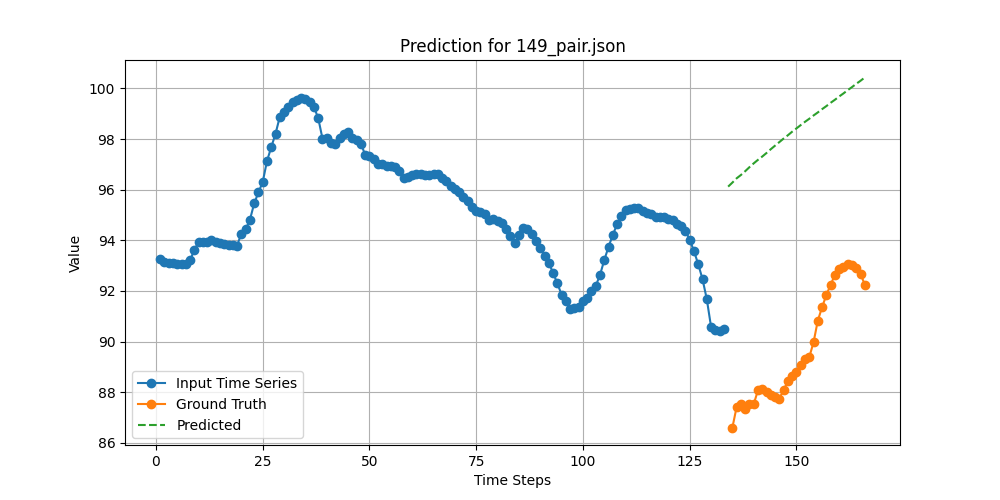 Prediction for 149_pair.json
Value
100
98
96
94
92
90
88
86
Input Time Series
Ground Truth
Predicted
0 25 50 75 100 125 150
Time Steps